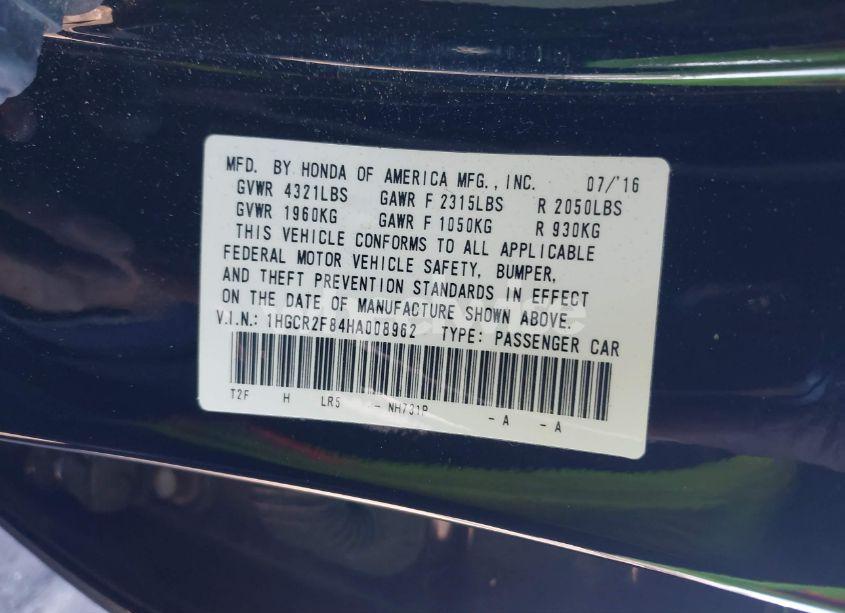 MFD. BY HONDA OF AMERICA MFG., INC. 07/'16
GVWR 4321LBS GAWR F 2315LBS R 2050LBS
GVWR 1960KG GAWR F 1050KG R 930KG
THIS VEHICLE CONFORMS TO ALL APPLICABLE
FEDERAL MOTOR VEHICLE SAFETY, BUMPER,
AND THEFT PREVENTION STANDARDS IN EFFECT
ON THE DATE OF MANUFACTURE SHOWN ABOVE.
V.I.N.: 1HGCR2F84HA008962 TYPE: PASSENGER CAR
T2F H LR5 - NH731P - A - A